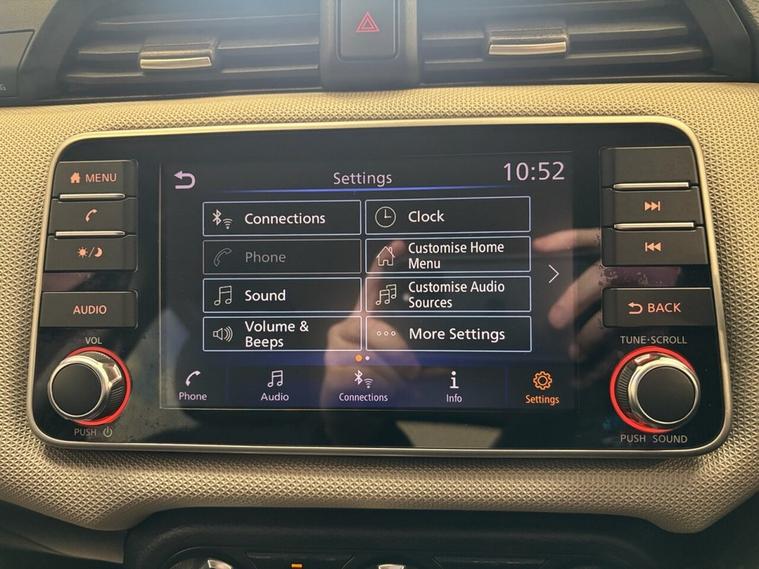 MENU
AUDIO
VOL
PUSH
Settings
10:52
Connections
Clock
Phone
Customise Home
Menu
Sound
Customise Audio
Sources
Volume &
Beeps
More Settings
Phone
Audio
Connections
Info
Settings
BACK
TUNE·SCROLL
PUSH SOUND